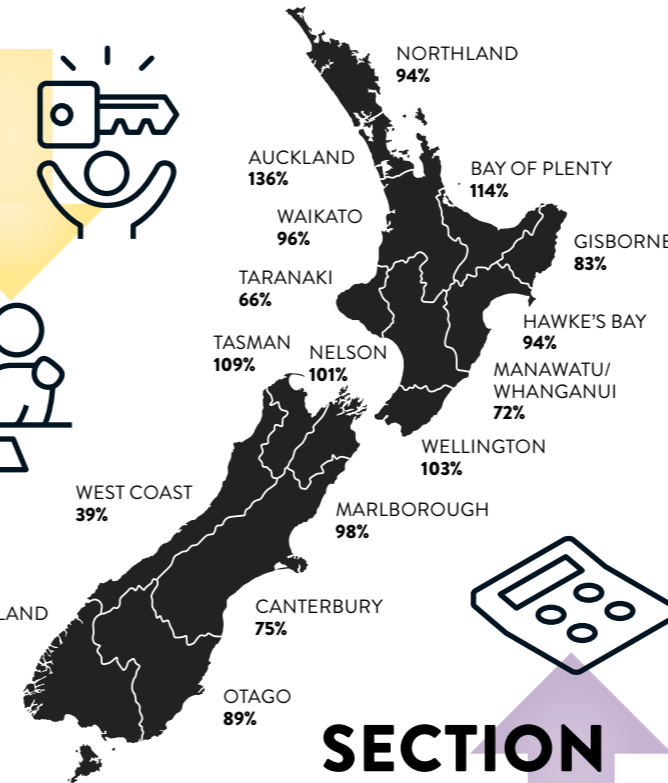 NORTHLAND
94%
AUCKLAND
136%
BAY OF PLENTY
114%
WAIKATO
96%
GISBORNE
83%
TARANAKI
66%
HAWKE'S BAY
94%
TASMAN
109%
NELSON
101%
MANAWATU/
WHANGANUI
72%
WELLINGTON
103%
WEST COAST
39%
MARLBOROUGH
98%
CANTERBURY
75%
LAND
OTAGO
89%
SECTION